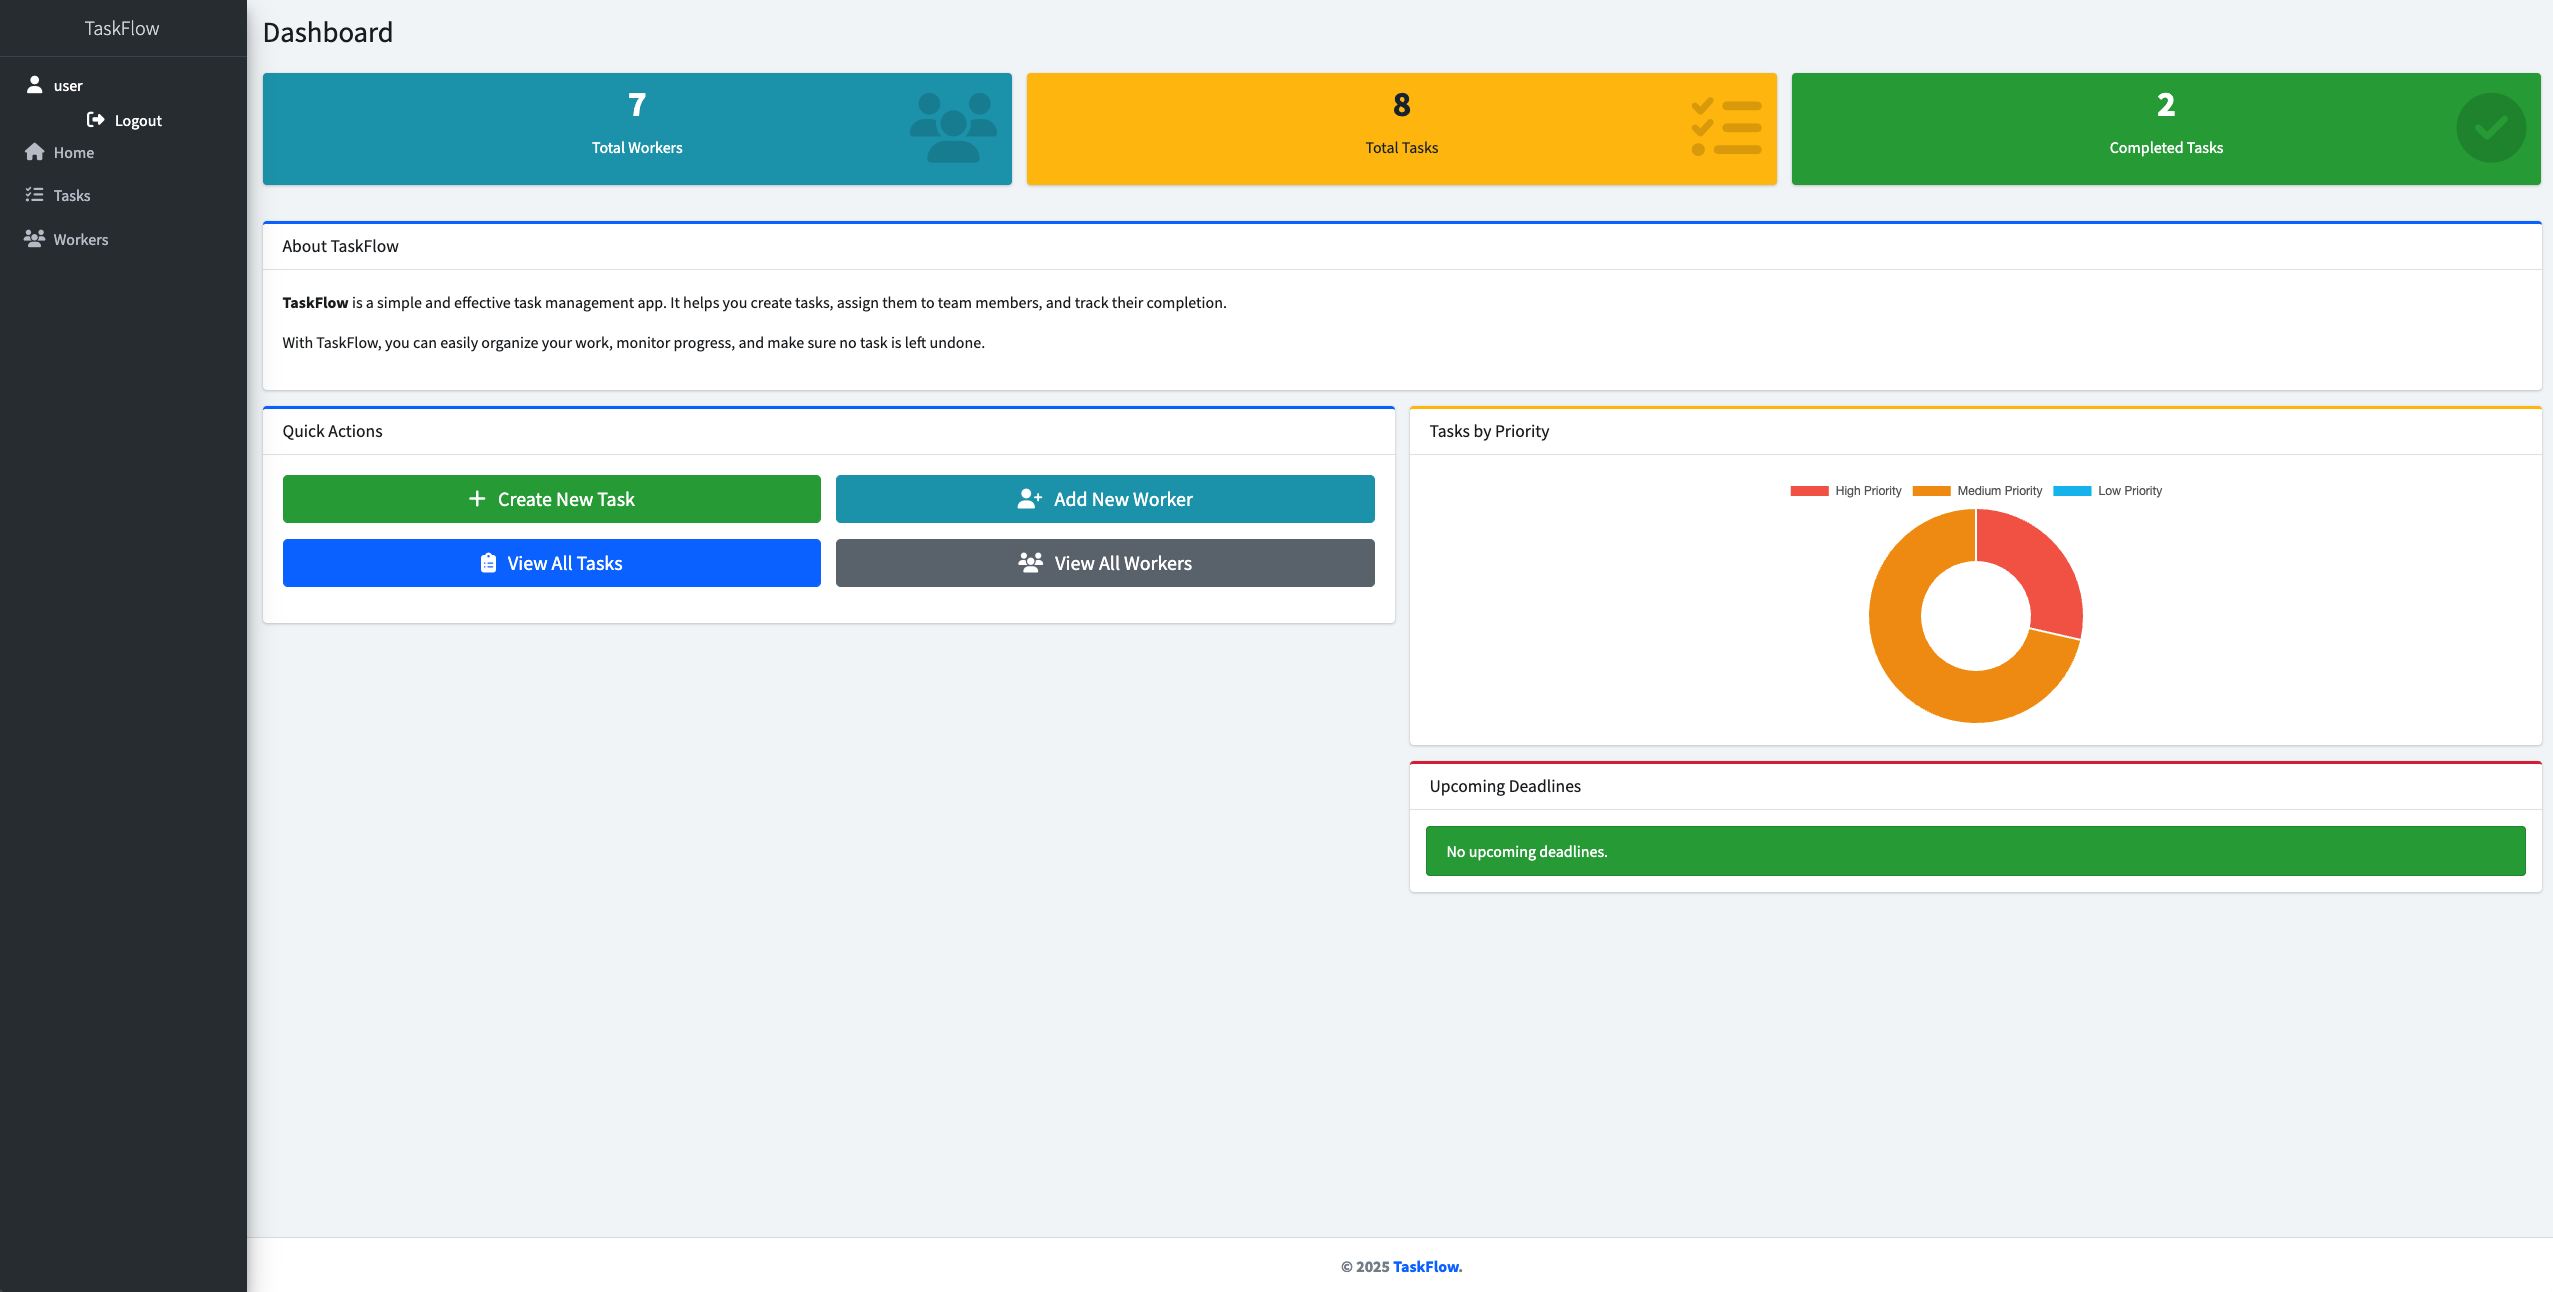 TaskFlow
user
Logout
Home
Tasks
Workers
Dashboard
7
Total Workers
8
Total Tasks
2
Completed Tasks
About TaskFlow
TaskFlow is a simple and effective task management app. It helps you create tasks, assign them to team members, and track their completion.
With TaskFlow, you can easily organize your work, monitor progress, and make sure no task is left undone.
Quick Actions
Create New Task
Add New Worker
View All Tasks
View All Workers
Tasks by Priority
High Priority Medium Priority Low Priority
Upcoming Deadlines
No upcoming deadlines.
© 2025 TaskFlow.